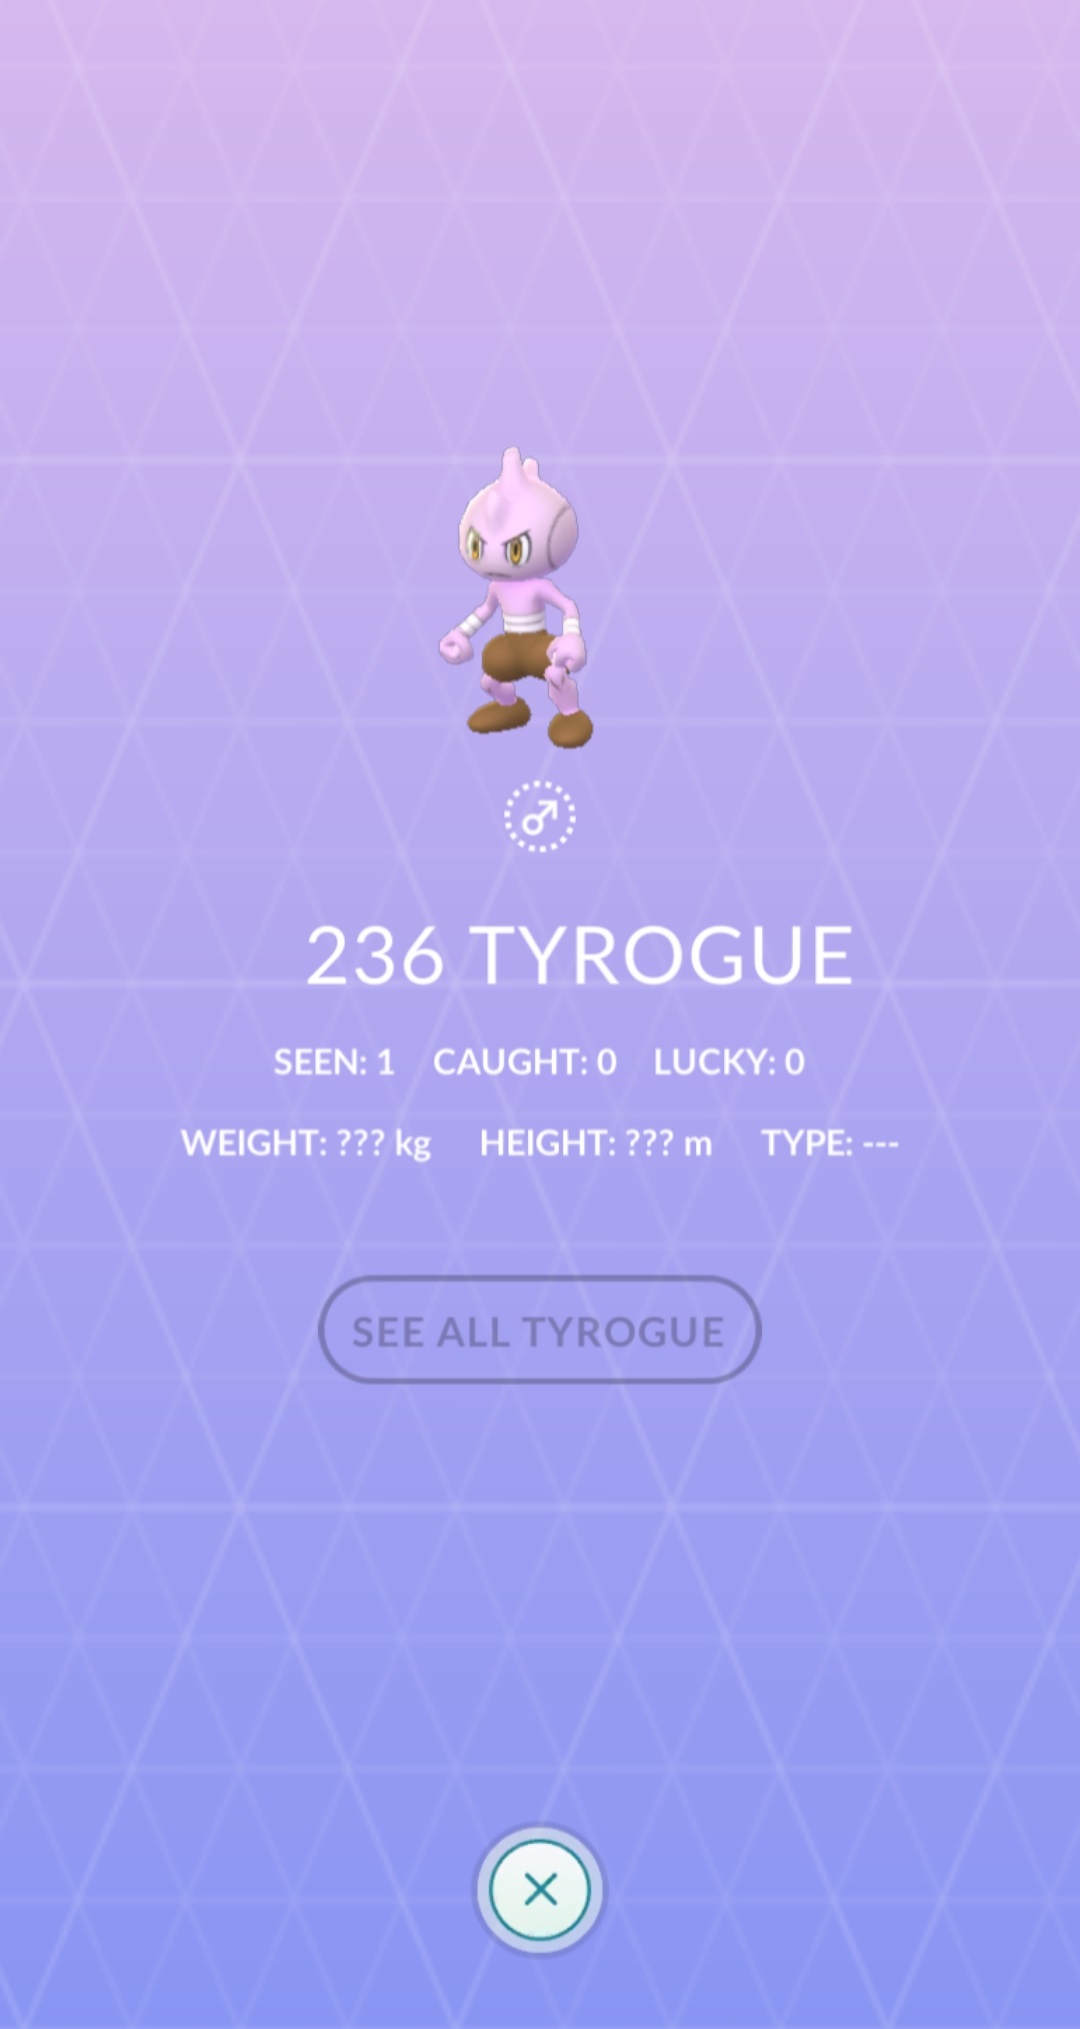 236 TYROGUE
SEEN: 1 CAUGHT: 0 LUCKY: 0
WEIGHT: ??? kg HEIGHT: ??? m TYPE: ---
SEE ALL TYROGUE